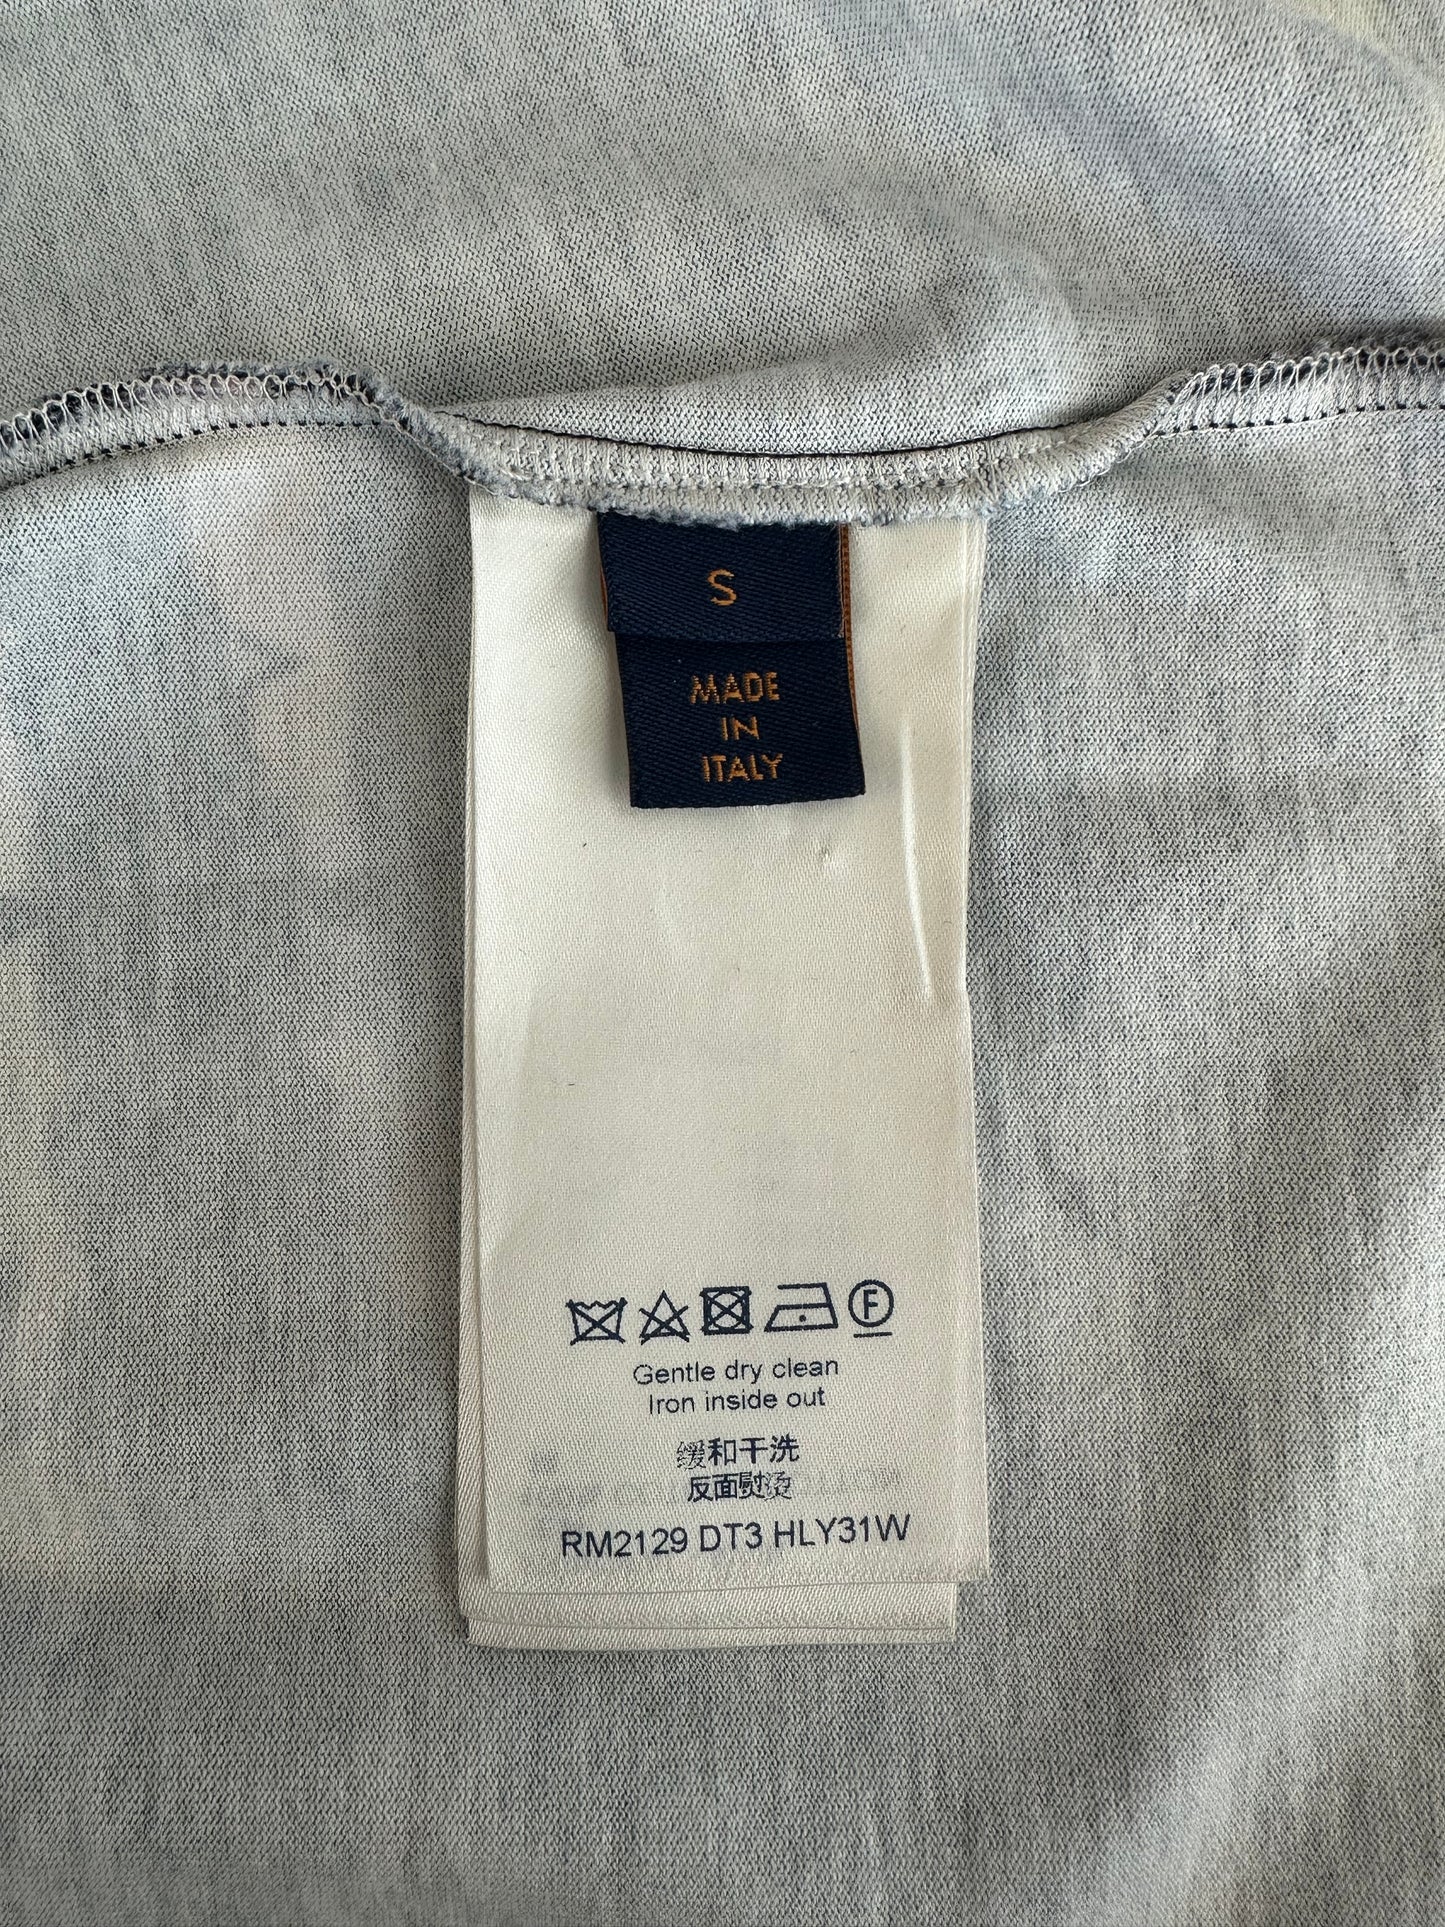 S
MADE
IN
ITALY
F
Gentle dry clean
Iron inside out
缓和干洗
反面熨烫
RM2129 DT3 HLY31W